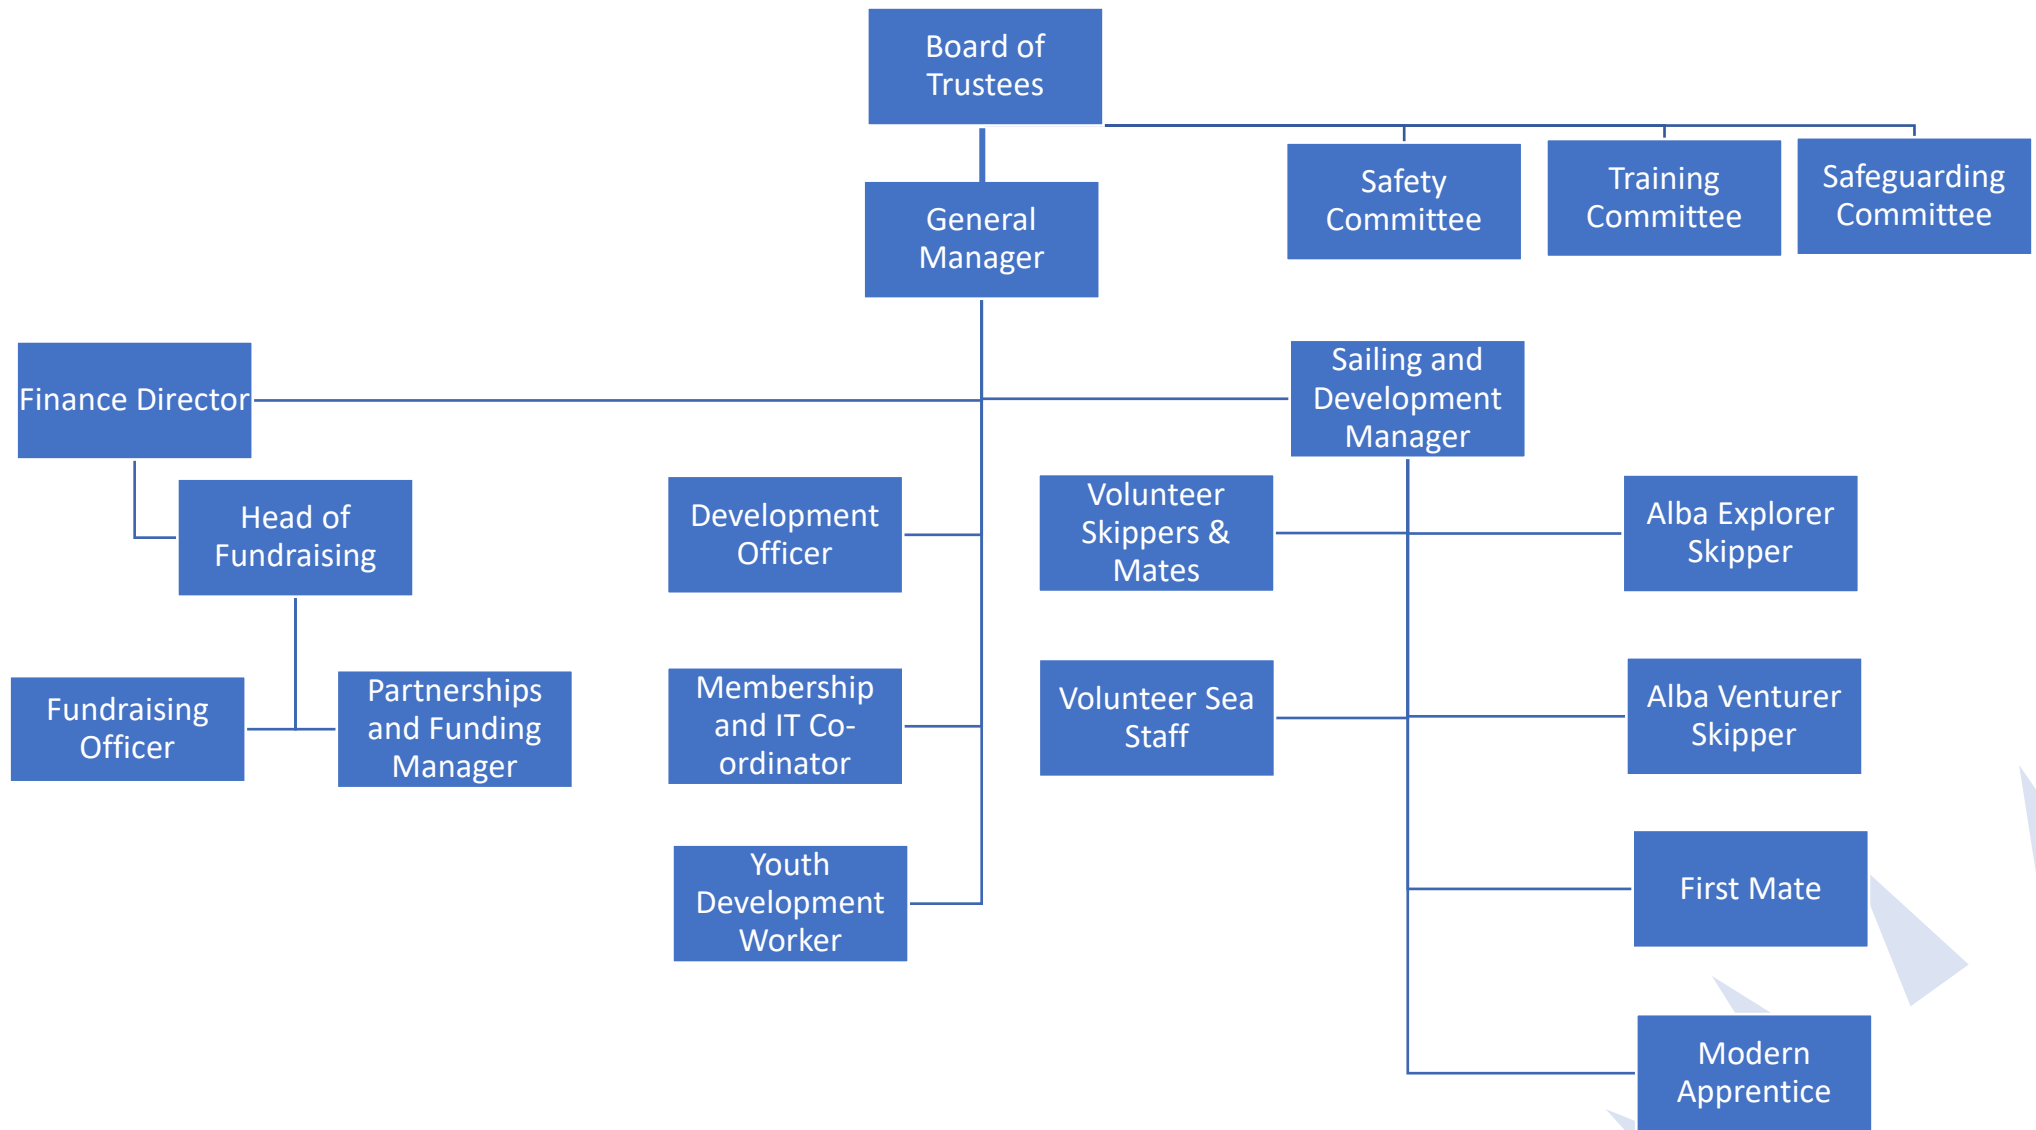 Board of
Trustees
Safety
Committee
Training
Committee
Safeguarding
Committee
General
Manager
Finance Director
Sailing and
Development
Manager
Head of
Fundraising
Development
Officer
Volunteer
Skippers &
Mates
Alba Explorer
Skipper
Fundraising
Officer
Partnerships
and Funding
Manager
Membership
and IT Co-
ordinator
Volunteer Sea
Staff
Alba Venturer
Skipper
Youth
Development
Worker
First Mate
Modern
Apprentice